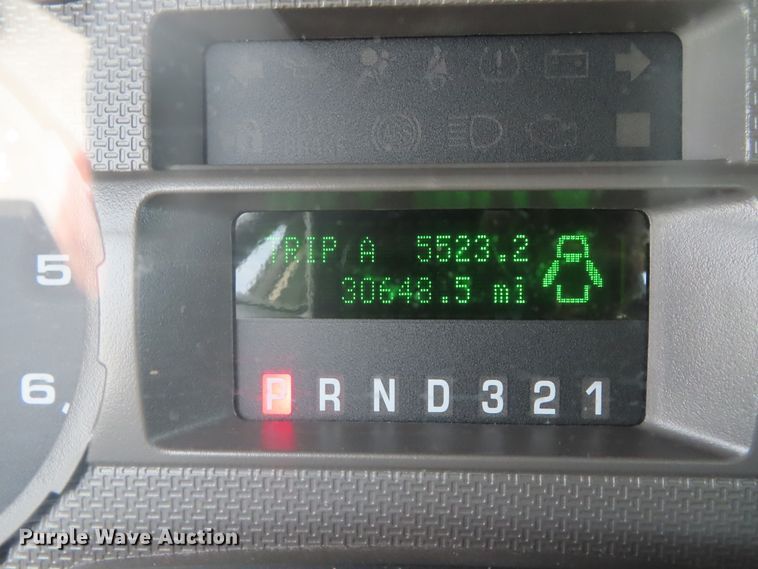 TRIP A 5523.2
30648.5 mi
5
6
P R N D 3 2 1
Purple Wave Auction